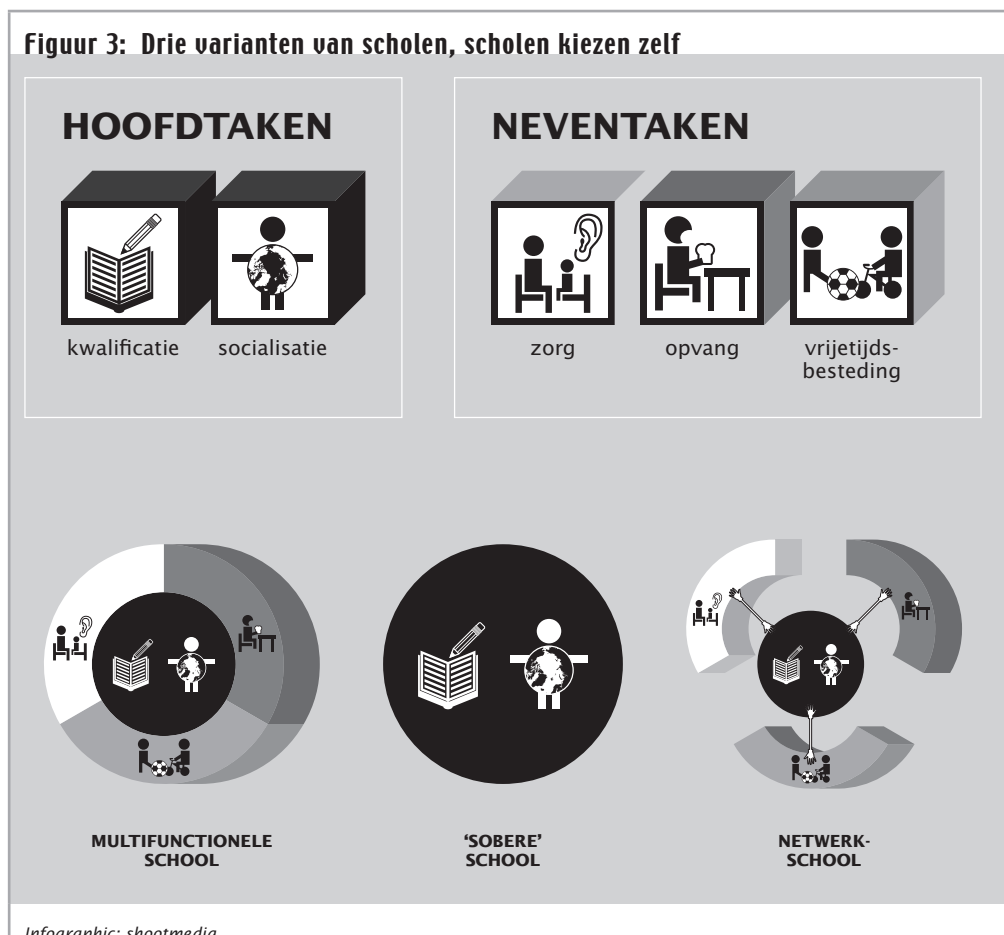 Figuur 3: Drie varianten van scholen, scholen kiezen zelf
HOOFDTAKEN
kwalificatie
socialisatie
NEVENTAKEN
zorg
opvang
vrijetijds-
besteding
MULTIFUNCTIONELE
SCHOOL
‘SOBERE’
SCHOOL
NETWERK-
SCHOOL
Infographic: shootmedia